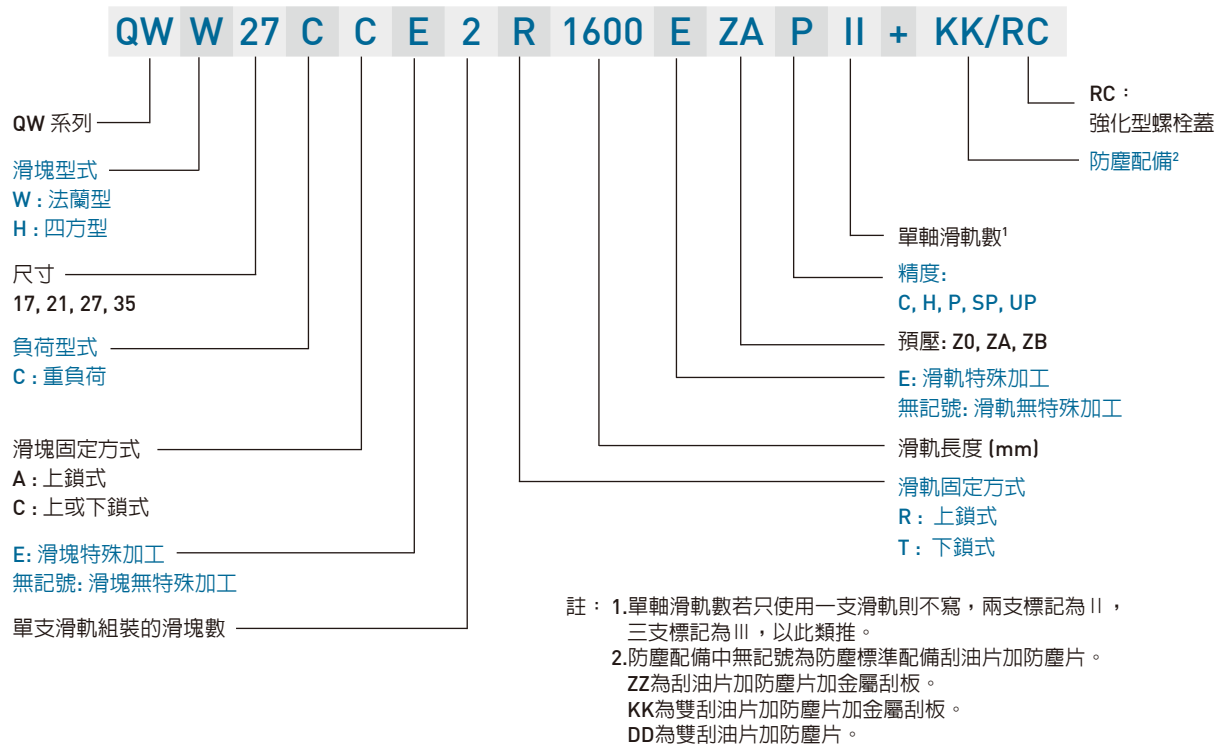 QW W 27 C C E 2 R 1600 E ZA P II + KK/RC
QW 系列
滑塊型式
W : 法蘭型
H : 四方型
尺寸
17, 21, 27, 35
負荷型式
C : 重負荷
滑塊固定方式
A : 上鎖式
C : 上或下鎖式
E: 滑塊特殊加工
無記號: 滑塊無特殊加工
單支滑軌組裝的滑塊數
RC :
強化型螺栓蓋
防塵配備²
單軸滑軌數¹
精度:
C, H, P, SP, UP
預壓: Z0, ZA, ZB
E: 滑軌特殊加工
無記號: 滑軌無特殊加工
滑軌長度 (mm)
滑軌固定方式
R : 上鎖式
T : 下鎖式
註： 1.單軸滑軌數若只使用一支滑軌則不寫，兩支標記為 II，
三支標記為III，以此類推。
2.防塵配備中無記號為防塵標準配備刮油片加防塵片。
ZZ為刮油片加防塵片加金屬刮板。
KK為雙刮油片加防塵片加金屬刮板。
DD為雙刮油片加防塵片。